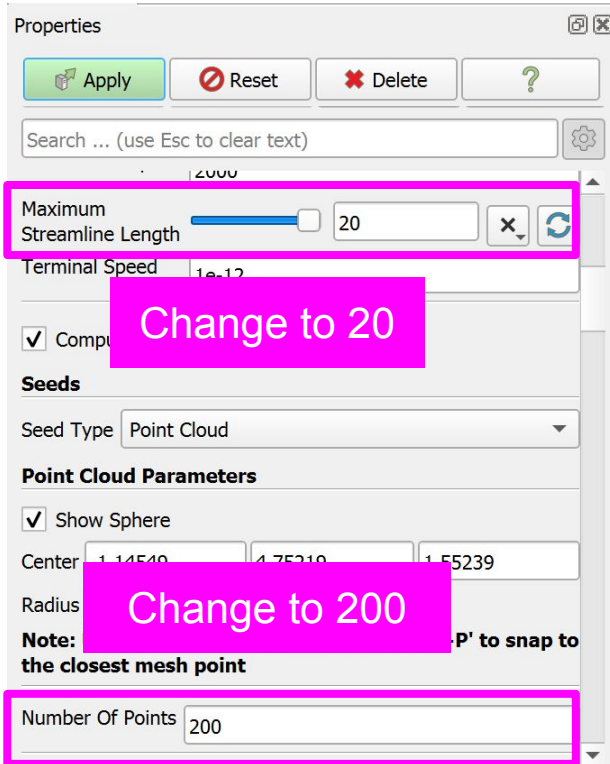 Properties
Apply Reset Delete ?
Search ... (use Esc to clear text)
2000
Maximum
Streamline Length 20
Terminal Speed 1e-12
Change to 20
Seeds
Seed Type Point Cloud
Point Cloud Parameters
Show Sphere
Center 1.14549 4.75219 1.55239
Radius
Change to 200
Note: P' to snap to
the closest mesh point
Number Of Points 200